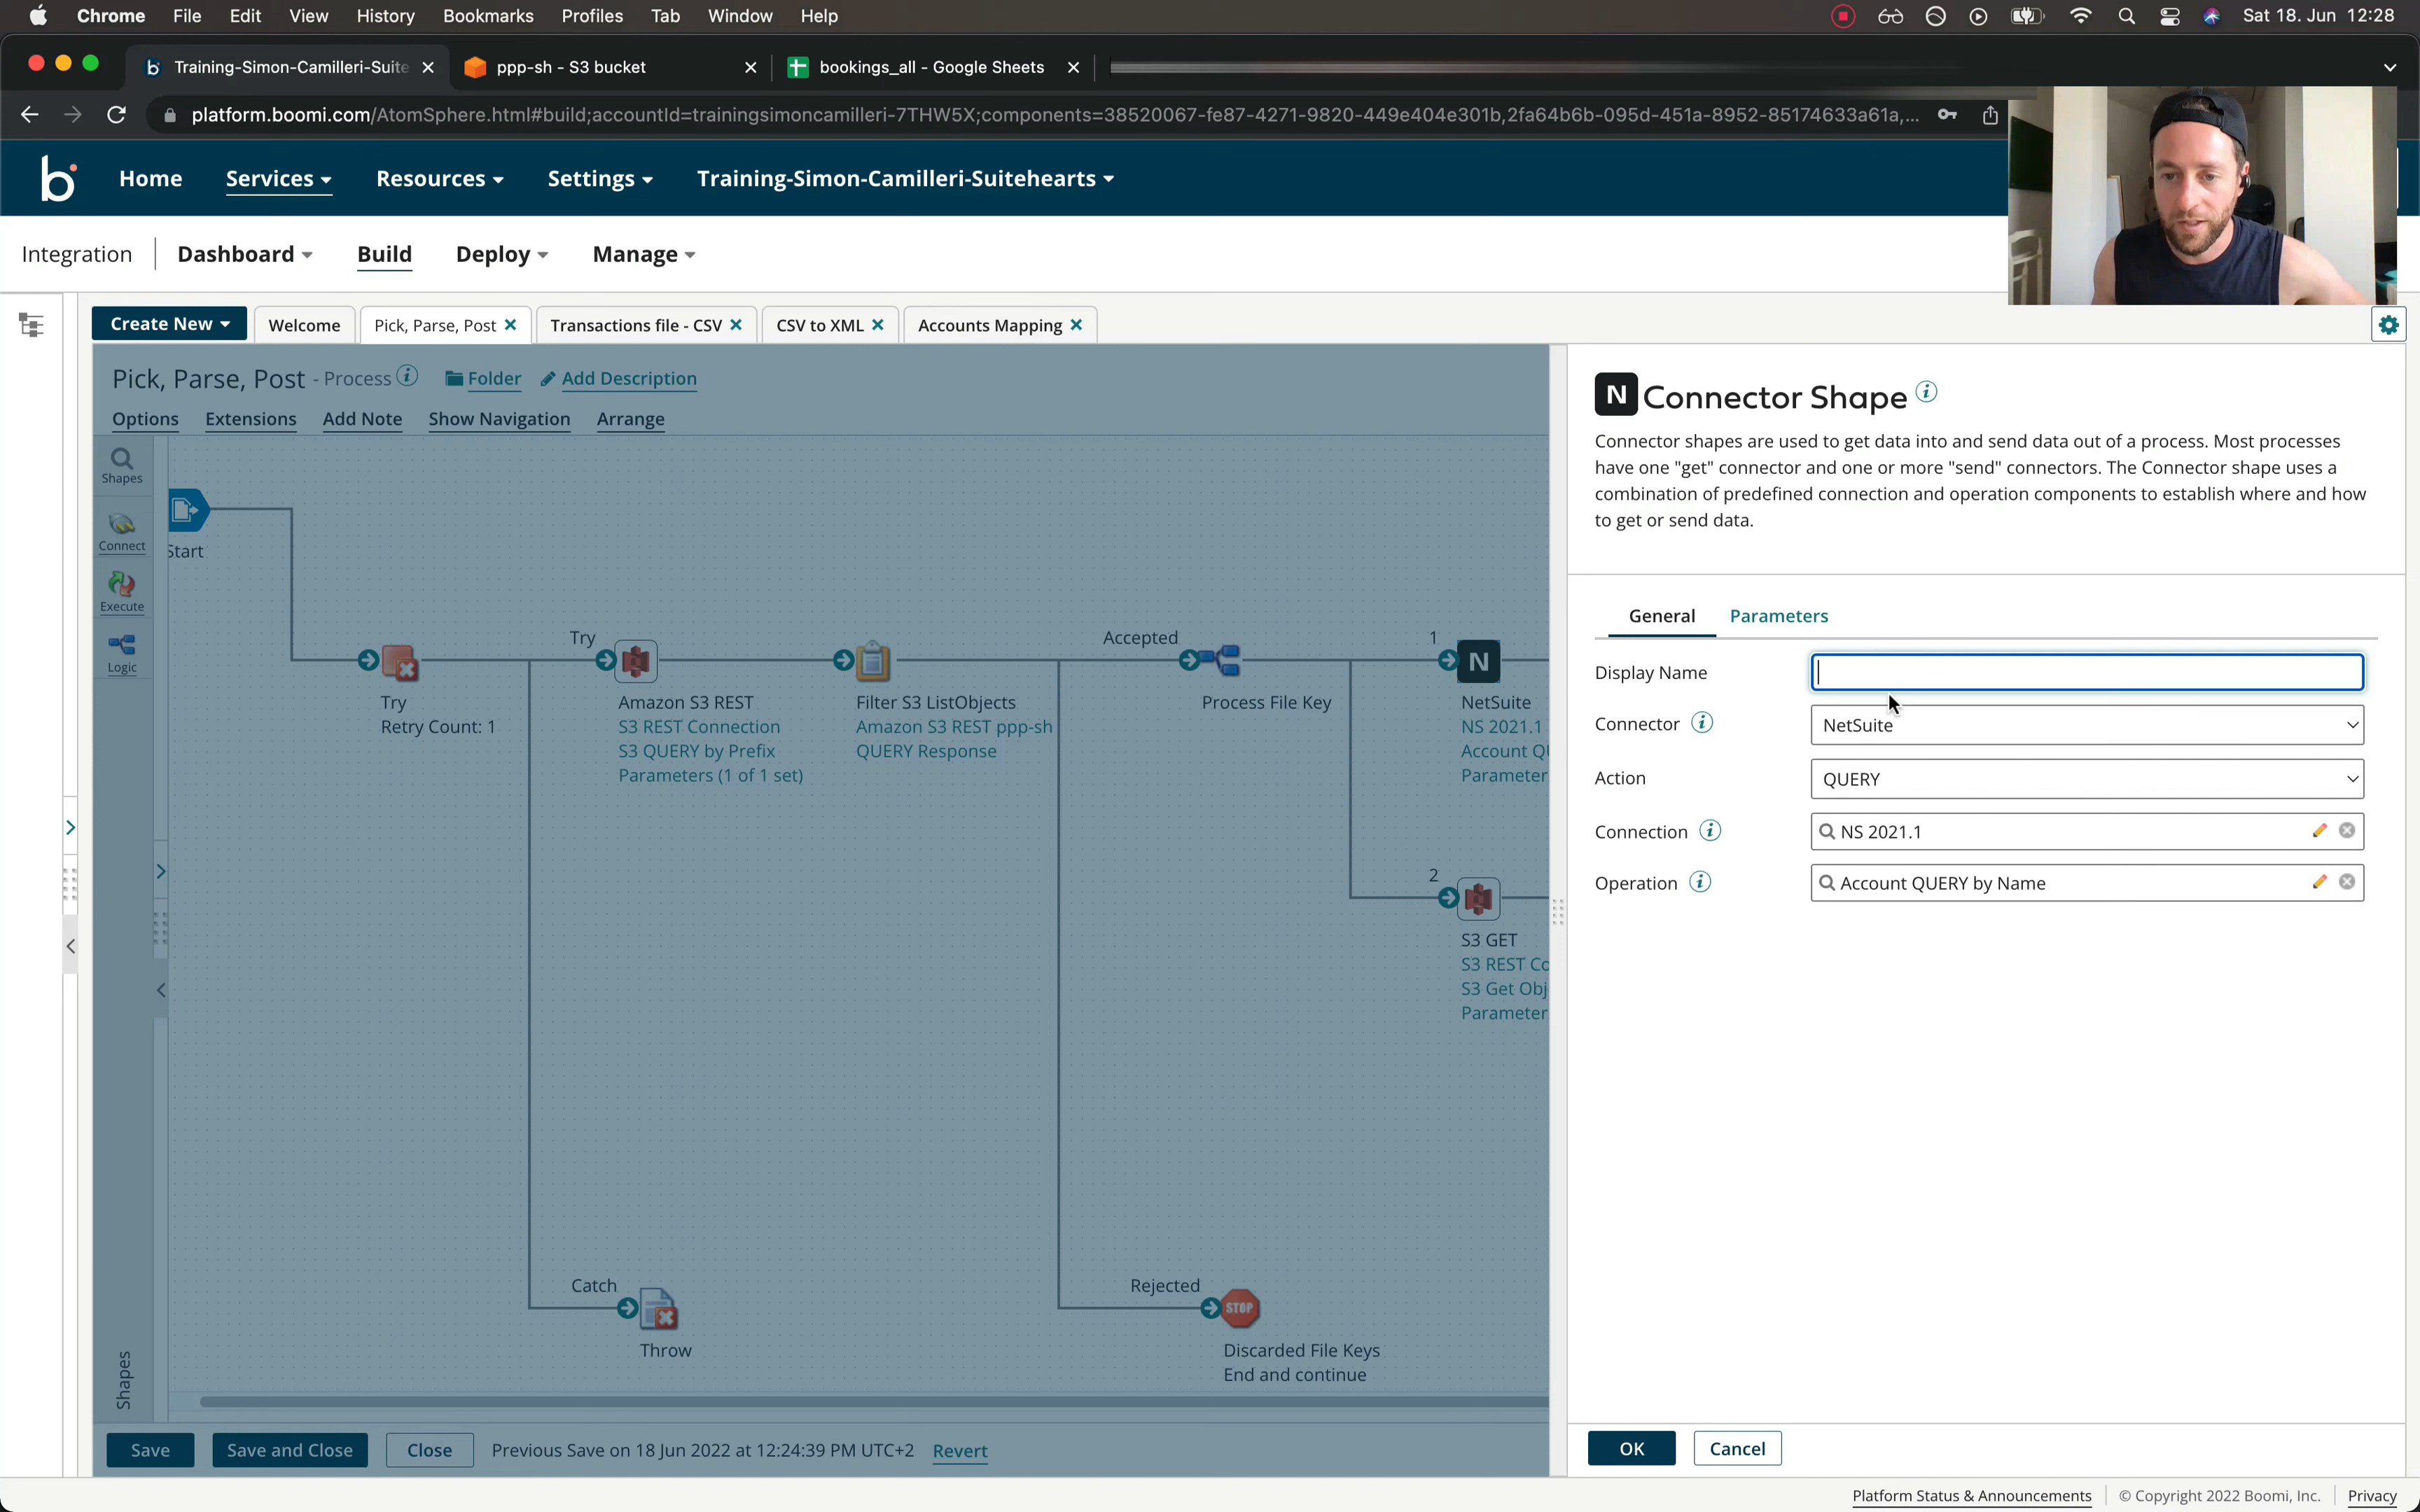 Chrome File Edit View History Bookmarks Profiles Tab Window Help Sat 18. Jun 12:28
Training-Simon-Camilleri-Suite ppp-sh - S3 bucket bookings_all - Google Sheets
platform.boomi.com/AtomSphere.html#build;accountId=trainingsimoncamilleri-7THW5X;components=38520067-fe87-4271-9820-449e404e301b,2fa64b6b-095d-451a-8952-85174633a61a,...
Home Services Resources Settings Training-Simon-Camilleri-Suitehearts
Integration Dashboard Build Deploy Manage
Create New Welcome Pick, Parse, Post Transactions file - CSV CSV to XML Accounts Mapping
Pick, Parse, Post - Process Folder Add Description
Options Extensions Add Note Show Navigation Arrange
Shapes
Connect
Execute
Logic
Shapes
Start
Try
Retry Count: 1
Try
Amazon S3 REST
S3 REST Connection
S3 QUERY by Prefix
Parameters (1 of 1 set)
Filter S3 ListObjects
Amazon S3 REST ppp-sh
QUERY Response
Accepted
Process File Key
1
NetSuite
NS 2021.1
Account QU
Parameter
2
S3 GET
S3 REST Co
S3 Get Obj
Parameter
Catch
Throw
Rejected
STOP
Discarded File Keys
End and continue
Save Save and Close Close Previous Save on 18 Jun 2022 at 12:24:39 PM UTC+2 Revert
N Connector Shape
Connector shapes are used to get data into and send data out of a process. Most processes
have one "get" connector and one or more "send" connectors. The Connector shape uses a
combination of predefined connection and operation components to establish where and how
to get or send data.
General Parameters
Display Name
Connector NetSuite
Action QUERY
Connection NS 2021.1
Operation Account QUERY by Name
OK Cancel
Platform Status & Announcements © Copyright 2022 Boomi, Inc. Privacy